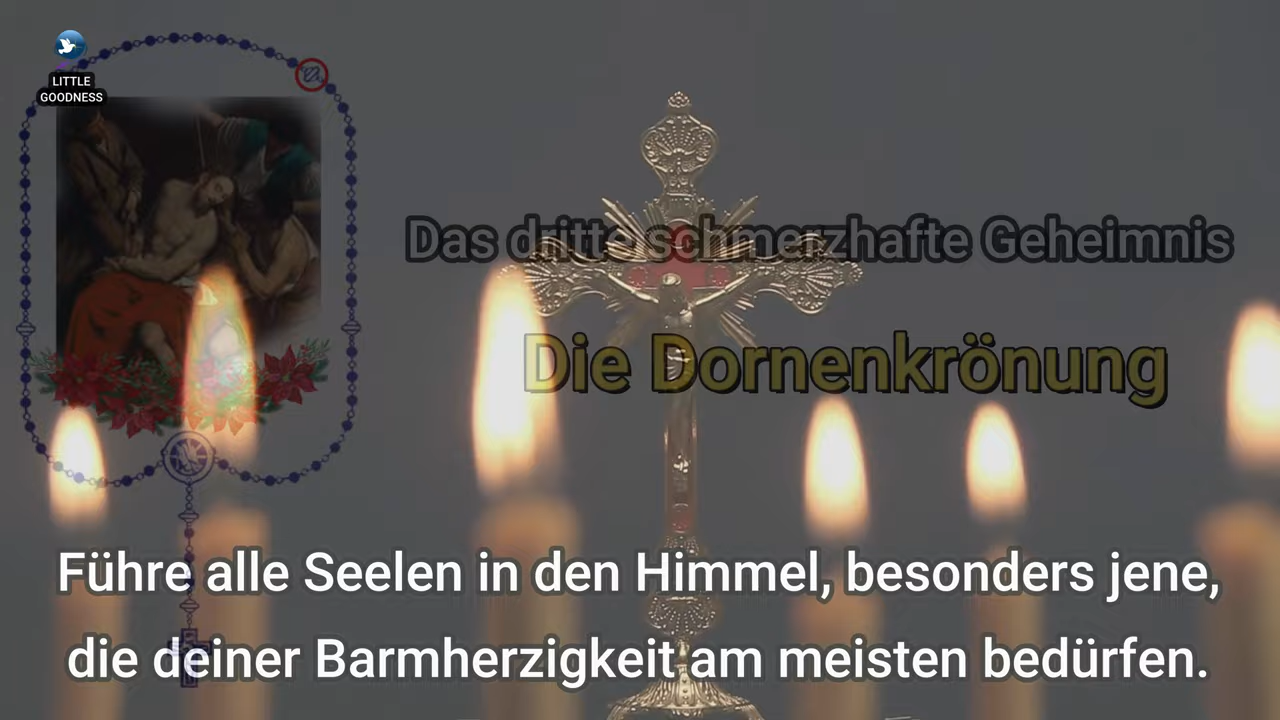 LITTLE
GOODNESS
Das dritte schmerzhafte Geheimnis
Die Dornenkrönung
Führe alle Seelen in den Himmel, besonders jene,
die deiner Barmherzigkeit am meisten bedürfen.